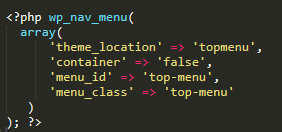 <?php wp_nav_menu(
  array(
      'theme_location' => 'topmenu',
      'container' => 'false',
      'menu_id' => 'top-menu',
      'menu_class' => 'top-menu'
   )
); ?>